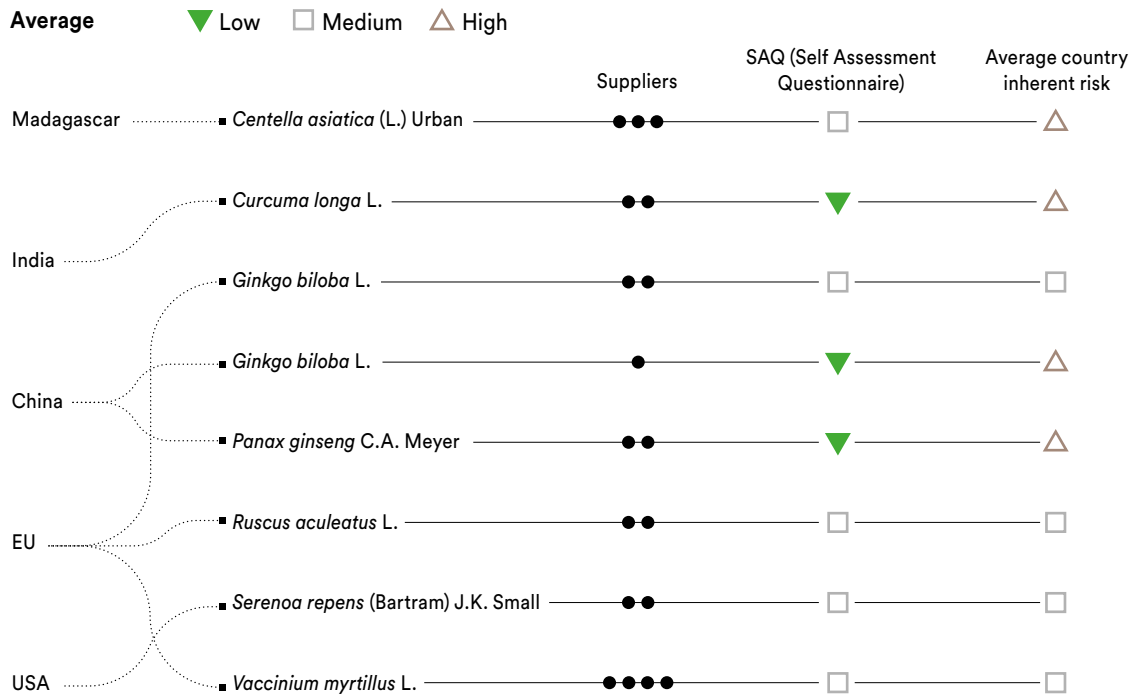 Average
Low
Medium
High
Suppliers
SAQ (Self Assessment
Questionnaire)
Average country
inherent risk
Madagascar
Centella asiatica (L.) Urban
Curcuma longa L.
India
Ginkgo biloba L.
Ginkgo biloba L.
China
Panax ginseng C.A. Meyer
Ruscus aculeatus L.
EU
Serenoa repens (Bartram) J.K. Small
USA
Vaccinium myrtillus L.